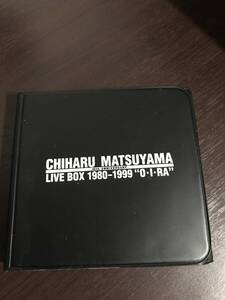 CHIHARU MATSUYAMA
LIVE BOX 1980-1999 "O·I·RA"